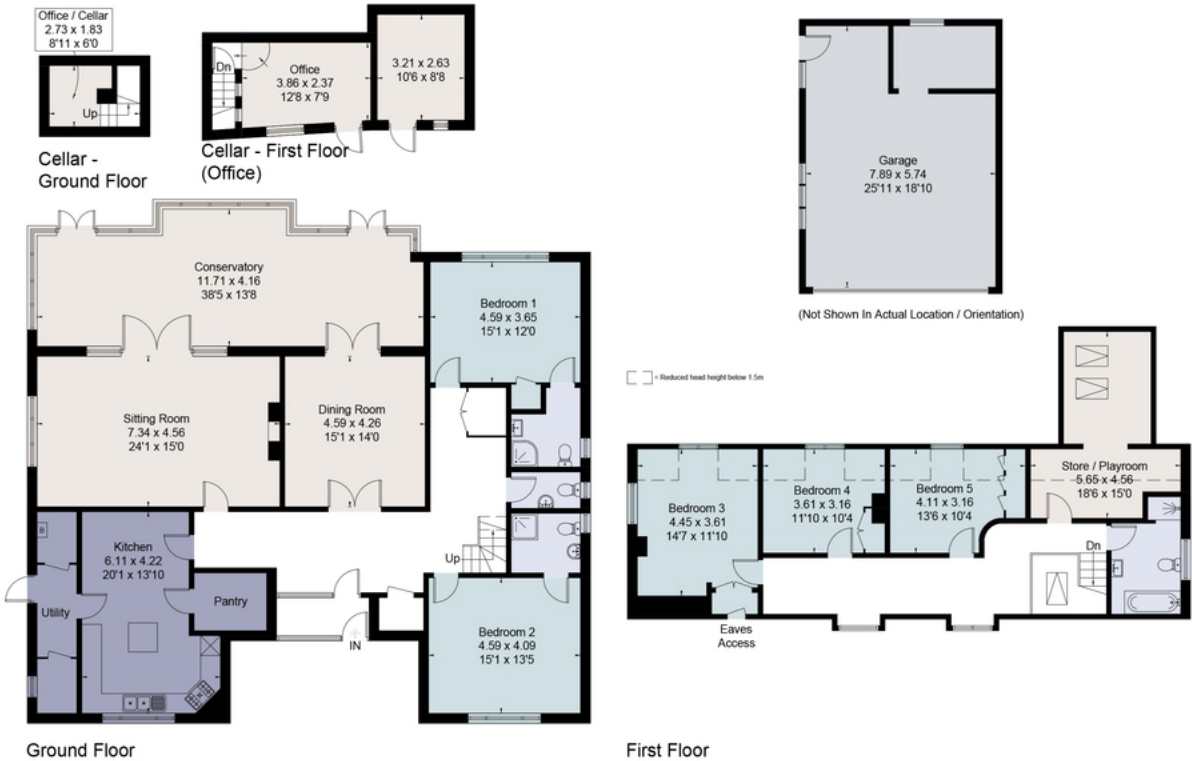 Office / Cellar
2.73 x 1.83
8'11 x 6'0
Up
Cellar -
Ground Floor
Dn
Office
3.86 x 2.37
12'8 x 7'9
3.21 x 2.63
10'6 x 8'8
Cellar - First Floor
(Office)
Garage
7.89 x 5.74
25'11 x 18'10
(Not Shown In Actual Location / Orientation)
Conservatory
11.71 x 4.16
38'5 x 13'8
Bedroom 1
4.59 x 3.65
15'1 x 12'0
Sitting Room
7.34 x 4.56
24'1 x 15'0
Dining Room
4.59 x 4.26
15'1 x 14'0
Kitchen
6.11 x 4.22
20'1 x 13'10
Utility
Pantry
Up
IN
Bedroom 2
4.59 x 4.09
15'1 x 13'5
Ground Floor
= Reduced head height below 1.5m
Bedroom 3
4.45 x 3.61
14'7 x 11'10
Bedroom 4
3.61 x 3.16
11'10 x 10'4
Bedroom 5
4.11 x 3.16
13'6 x 10'4
Store / Playroom
5.65 x 4.56
18'6 x 15'0
Dn
Eaves
Access
First Floor